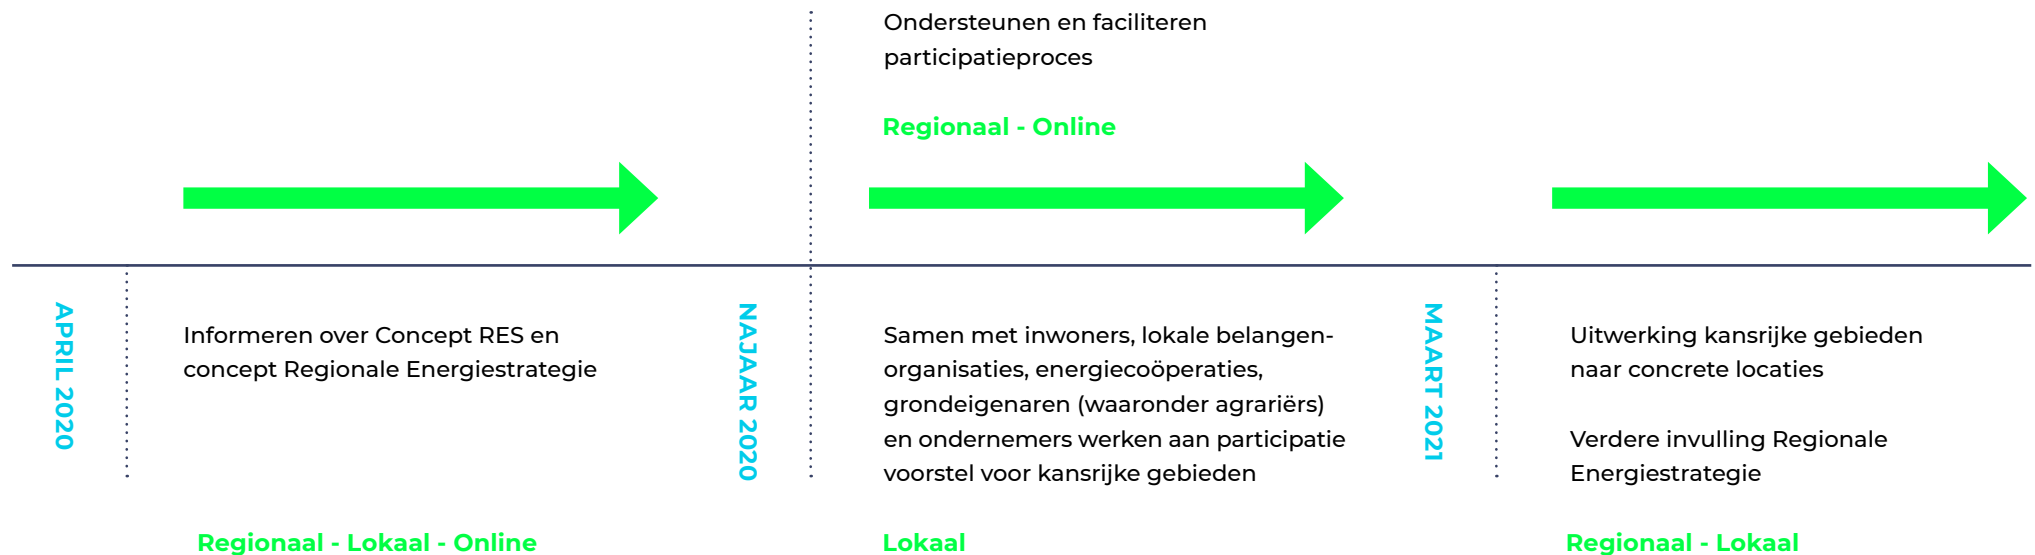 Ondersteunen en faciliteren
participatieproces
Regionaal - Online
APRIL 2020
Informeren over Concept RES en
concept Regionale Energiestrategie
Regionaal - Lokaal - Online
NAJAAR 2020
Samen met inwoners, lokale belangen-
organisaties, energiecoöperaties,
grondeigenaren (waaronder agrariërs)
en ondernemers werken aan participatie
voorstel voor kansrijke gebieden
Lokaal
MAART 2021
Uitwerking kansrijke gebieden
naar concrete locaties
Verdere invulling Regionale
Energiestrategie
Regionaal - Lokaal